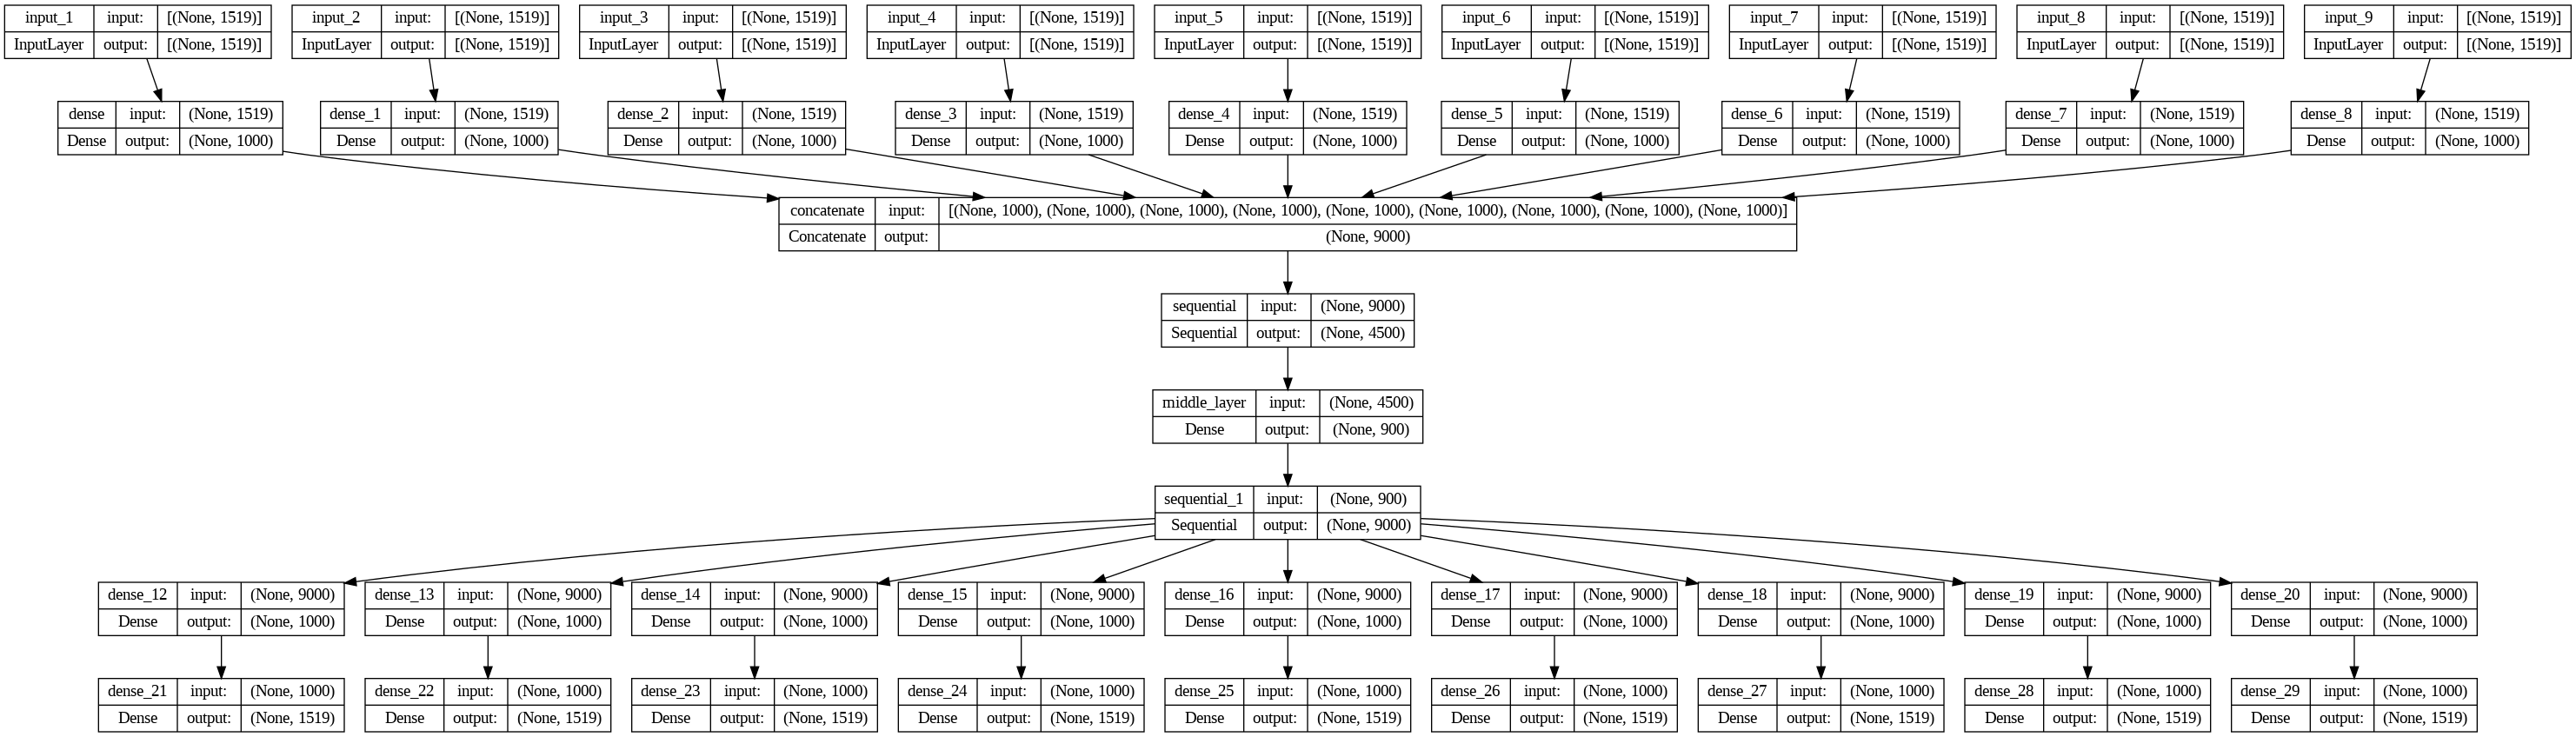 input_1 input: [(None, 1519)] input_2 input: [(None, 1519)] input_3 input: [(None, 1519)] input_4 input: [(None, 1519)] input_5 input: [(None, 1519)] input_6 input: [(None, 1519)] input_7 input: [(None, 1519)] input_8 input: [(None, 1519)] input_9 input: [(None, 1519)]
InputLayer output: [(None, 1519)] InputLayer output: [(None, 1519)] InputLayer output: [(None, 1519)] InputLayer output: [(None, 1519)] InputLayer output: [(None, 1519)] InputLayer output: [(None, 1519)] InputLayer output: [(None, 1519)] InputLayer output: [(None, 1519)] InputLayer output: [(None, 1519)]
dense input: (None, 1519) dense_1 input: (None, 1519) dense_2 input: (None, 1519) dense_3 input: (None, 1519) dense_4 input: (None, 1519) dense_5 input: (None, 1519) dense_6 input: (None, 1519) dense_7 input: (None, 1519) dense_8 input: (None, 1519)
Dense output: (None, 1000) Dense output: (None, 1000) Dense output: (None, 1000) Dense output: (None, 1000) Dense output: (None, 1000) Dense output: (None, 1000) Dense output: (None, 1000) Dense output: (None, 1000) Dense output: (None, 1000)
concatenate input: [(None, 1000), (None, 1000), (None, 1000), (None, 1000), (None, 1000), (None, 1000), (None, 1000), (None, 1000), (None, 1000)]
Concatenate output: (None, 9000)
sequential input: (None, 9000)
Sequential output: (None, 4500)
middle_layer input: (None, 4500)
Dense output: (None, 900)
sequential_1 input: (None, 900)
Sequential output: (None, 9000)
dense_12 input: (None, 9000) dense_13 input: (None, 9000) dense_14 input: (None, 9000) dense_15 input: (None, 9000) dense_16 input: (None, 9000) dense_17 input: (None, 9000) dense_18 input: (None, 9000) dense_19 input: (None, 9000) dense_20 input: (None, 9000)
Dense output: (None, 1000) Dense output: (None, 1000) Dense output: (None, 1000) Dense output: (None, 1000) Dense output: (None, 1000) Dense output: (None, 1000) Dense output: (None, 1000) Dense output: (None, 1000) Dense output: (None, 1000)
dense_21 input: (None, 1000) dense_22 input: (None, 1000) dense_23 input: (None, 1000) dense_24 input: (None, 1000) dense_25 input: (None, 1000) dense_26 input: (None, 1000) dense_27 input: (None, 1000) dense_28 input: (None, 1000) dense_29 input: (None, 1000)
Dense output: (None, 1519) Dense output: (None, 1519) Dense output: (None, 1519) Dense output: (None, 1519) Dense output: (None, 1519) Dense output: (None, 1519) Dense output: (None, 1519) Dense output: (None, 1519) Dense output: (None, 1519)